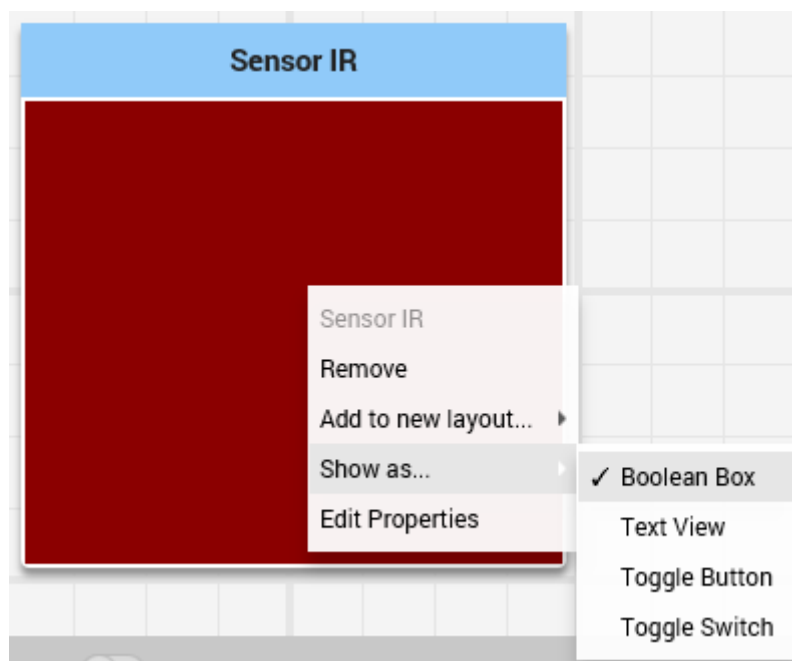 Sensor IR
Sensor IR
Remove
Add to new layout...
Show as...
Edit Properties
✓ Boolean Box
Text View
Toggle Button
Toggle Switch